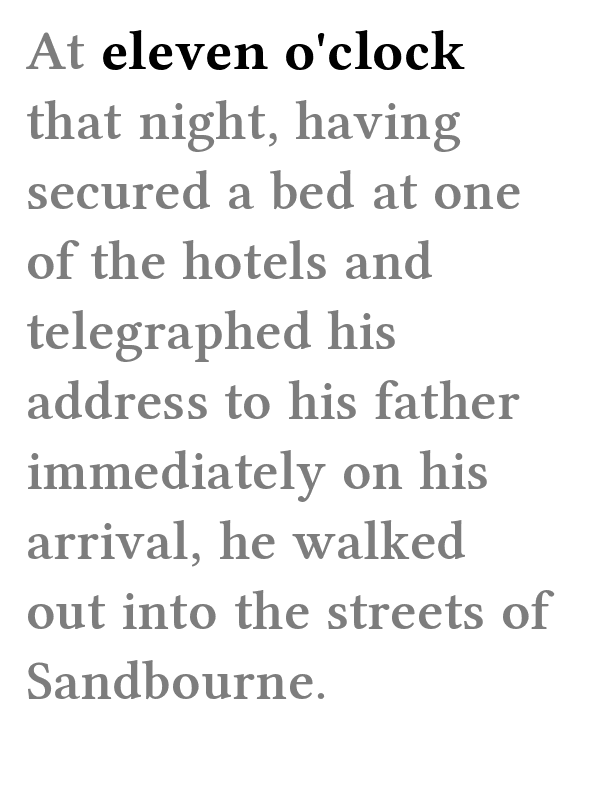 At eleven o'clock
that night, having
secured a bed at one
of the hotels and
telegraphed his
address to his father
immediately on his
arrival, he walked
out into the streets of
Sandbourne.